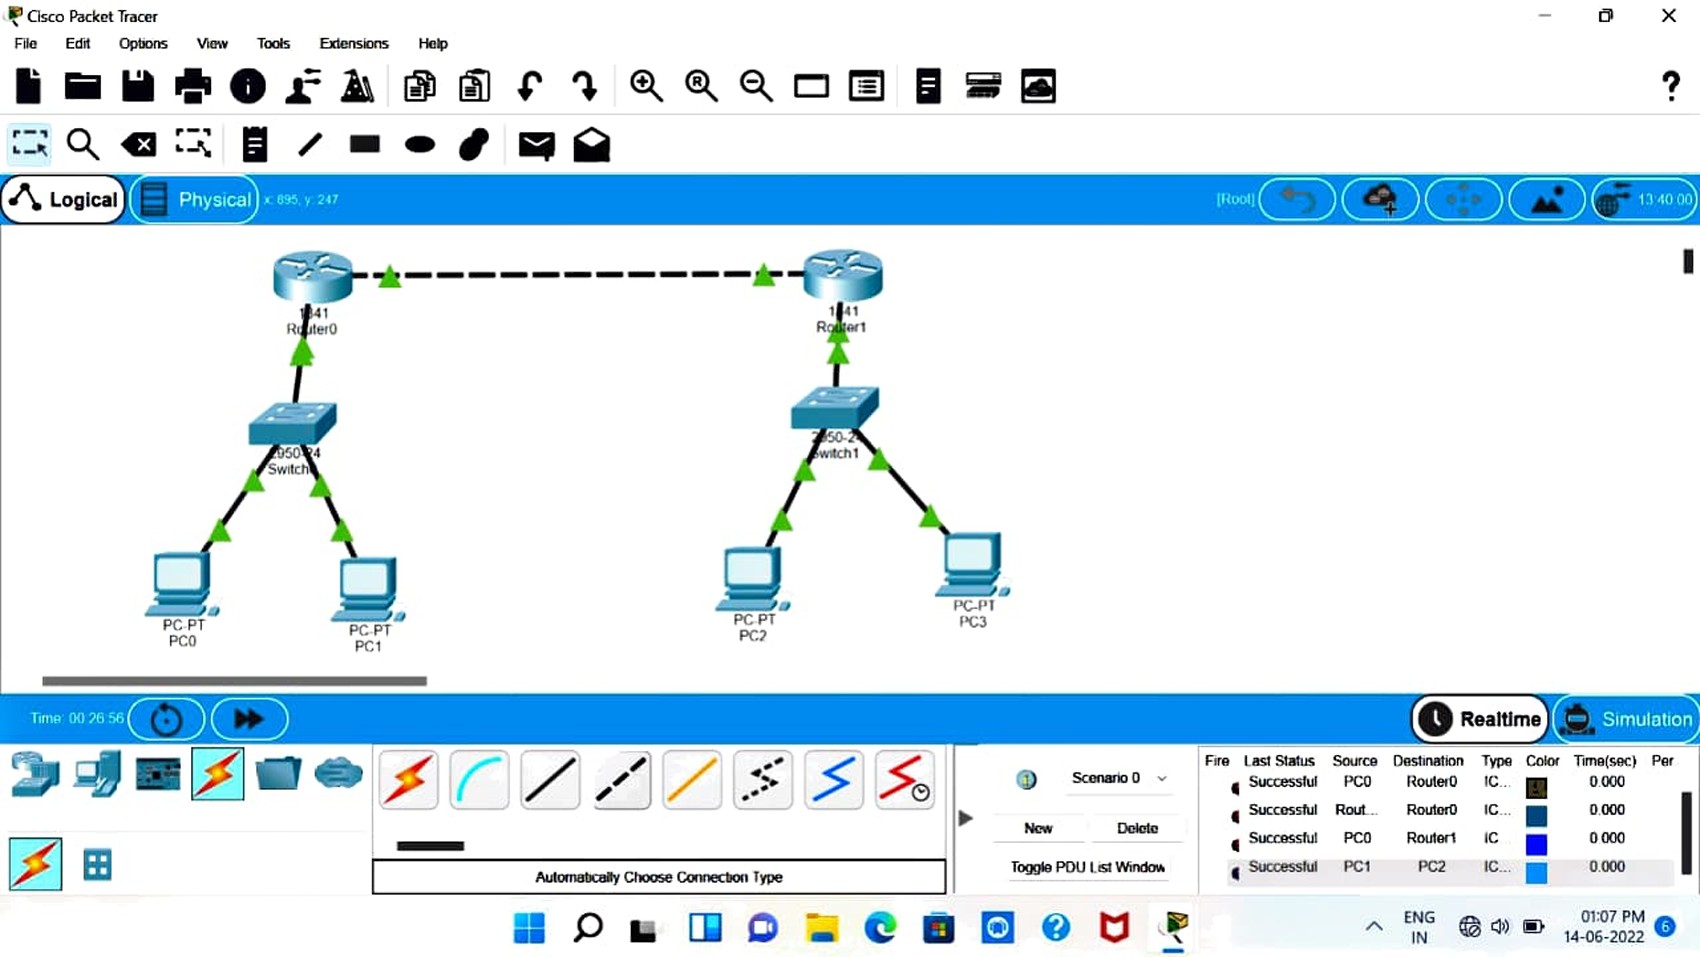 Cisco Packet Tracer
File Edit Options View Tools Extensions Help
Logical Physical x: 895, y: 247 [Root] 13:40:00
1841
Router0
1841
Router1
2950-24
Switch0
2950-24
Switch1
PC-PT
PC0
PC-PT
PC1
PC-PT
PC2
PC-PT
PC3
Time: 00:26:56 Realtime Simulation
Scenario 0
New Delete
Toggle PDU List Window
Automatically Choose Connection Type
Fire Last Status Source Destination Type Color Time(sec) Per
Successful PC0 Router0 IC... 0.000
Successful Rout... Router0 IC... 0.000
Successful PC0 Router1 IC... 0.000
Successful PC1 PC2 IC... 0.000
ENG
IN
01:07 PM
14-06-2022
6